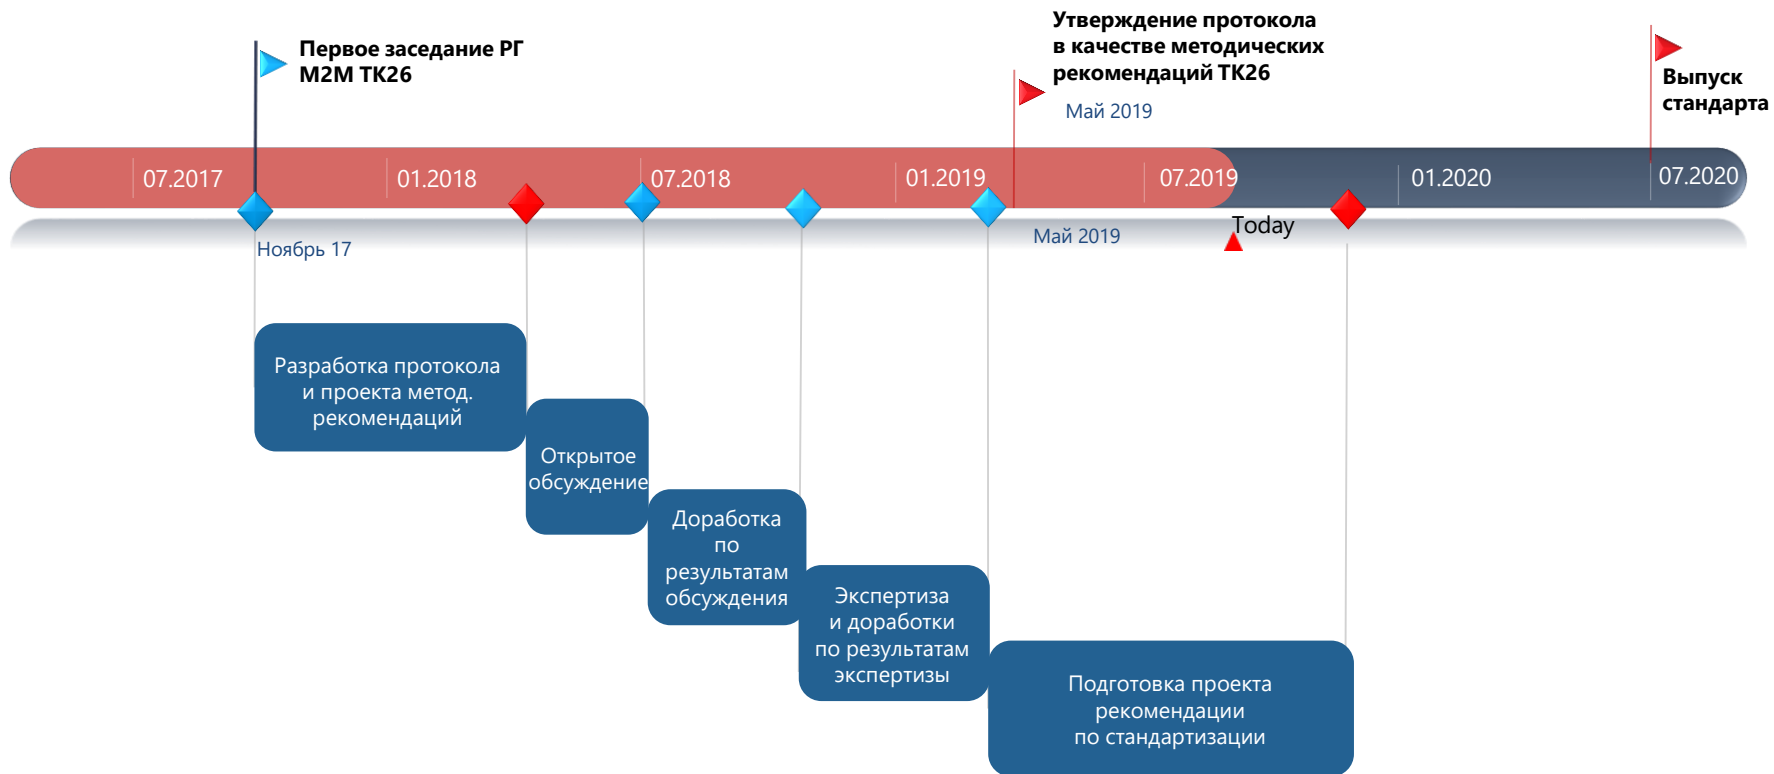 Первое заседание РГ
М2М ТК26
Утверждение протокола
в качестве методических
рекомендаций ТК26
Май 2019
Выпуск
стандарта
07.2017
01.2018
07.2018
01.2019
07.2019
01.2020
07.2020
Ноябрь 17
Май 2019
Today
Разработка протокола
и проекта метод.
рекомендаций
Открытое
обсуждение
Доработка
по
результатам
обсуждения
Экспертиза
и доработки
по результатам
экспертизы
Подготовка проекта
рекомендации
по стандартизации